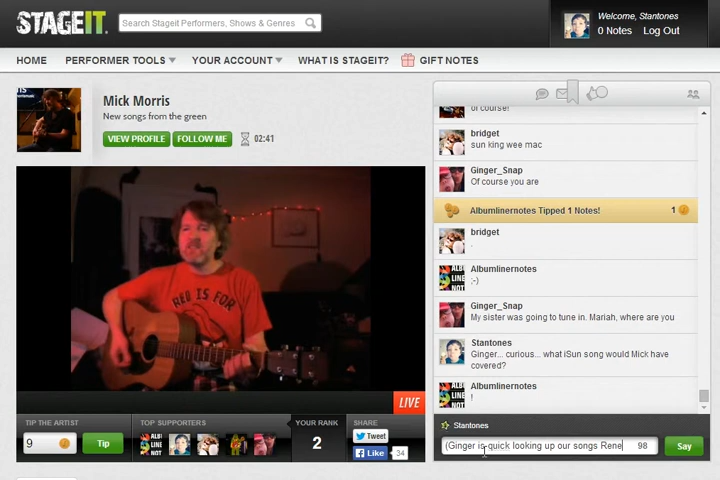 STAGEIT.
Search Stageit Performers, Shows & Genres
Welcome, Stantones
0 Notes Log Out
HOME PERFORMER TOOLS YOUR ACCOUNT WHAT IS STAGEIT? GIFT NOTES
Mick Morris
New songs from the green
VIEW PROFILE FOLLOW ME 02:41
RED IS FOR
LIVE
TIP THE ARTIST
9 Tip
TOP SUPPORTERS
YOUR RANK
2
SHARE
Tweet
Like 34
of course!
bridget
sun king wee mac
Ginger_Snap
Of course you are
Albumlinernotes Tipped 1 Notes! 1
bridget
.
Albumlinernotes
;-)
Ginger_Snap
My sister was going to tune in. Mariah, where are you
Stantones
Ginger... curious... what iSun song would Mick have
covered?
Albumlinernotes
!
Stantones
(Ginger is quick looking up our songs Rene 98 Say